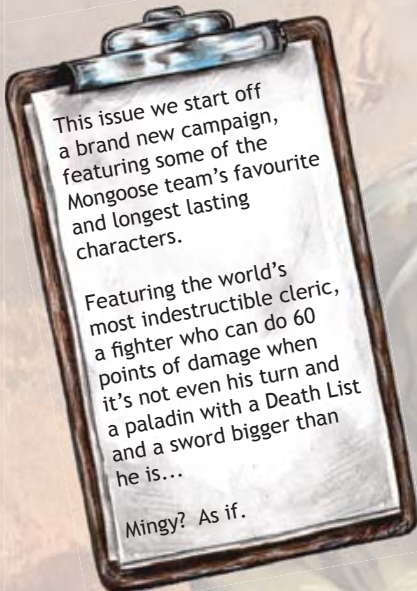 This issue we start off
a brand new campaign,
featuring some of the
Mongoose team's favourite
and longest lasting
characters.
Featuring the world's
most indestructible cleric,
a fighter who can do 60
points of damage when
it's not even his turn and
a paladin with a Death List
and a sword bigger than
he is...
Mingy? As if.